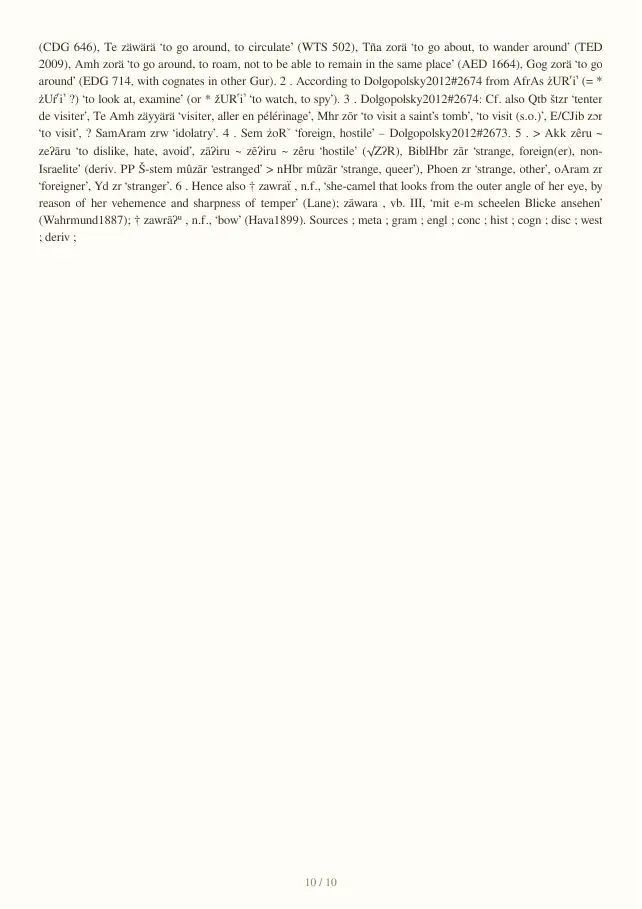 (CDG 646), Te zäwärä ‘to go around, to circulate’ (WTS 502), Tña zorä ‘to go about, to wander around’ (TED
2009), Amh zorä ‘to go around, to roam, not to be able to remain in the same place’ (AED 1664), Gog zorä ‘to go
around’ (EDG 714, with cognates in other Gur). 2 . According to Dolgopolsky2012#2674 from AfrAs żURʿiˀ (= *
żUŕʿiˀ ?) ‘to look at, examine’ (or * žURʿiˀ ‘to watch, to spy’). 3 . Dolgopolsky2012#2674: Cf. also Qtb štzr ‘tenter
de visiter’, Te Amh zäyyärä ‘visiter, aller en pélérinage’, Mhr zōr ‘to visit a saint’s tomb’, ‘to visit (s.o.)’, E/CJib zɔr
‘to visit’, ? SamAram zrw ‘idolatry’. 4 . Sem żoRˇ ‘foreign, hostile’ – Dolgopolsky2012#2673. 5 . > Akk zêru ~
zeʔāru ‘to dislike, hate, avoid’, zāʔiru ~ zēʔiru ~ zêru ‘hostile’ (√ZʔR), BiblHbr zār ‘strange, foreign(er), non-
Israelite’ (deriv. PP Š-stem mûzār ‘estranged’ > nHbr mûzār ‘strange, queer’), Phoen zr ‘strange, other’, oAram zr
‘foreigner’, Yd zr ‘stranger’. 6 . Hence also † zawraẗ , n.f., ‘she-camel that looks from the outer angle of her eye, by
reason of her vehemence and sharpness of temper’ (Lane); zāwara , vb. III, ‘mit e-m scheelen Blicke ansehen’
(Wahrmund1887); † zawrāʔᵘ , n.f., ‘bow’ (Hava1899). Sources ; meta ; gram ; engl ; conc ; hist ; cogn ; disc ; west
; deriv ;
10 / 10